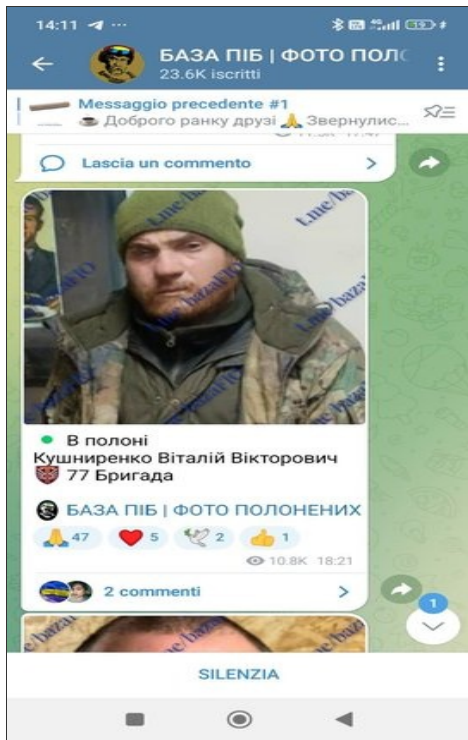 14:11
БАЗА ПІБ | ФОТО ПОЛО
23.6K iscritti
Messaggio precedente #1
Доброго ранку друзі 🙏 Звернулис...
Lascia un commento
t.me/bazaFIO
В полоні
Кушниренко Віталій Вікторович
77 Бригада
БАЗА ПІБ | ФОТО ПОЛОНЕНИХ
47 5 2 1
10.8K 18:21
2 commenti
1
SILENZIA